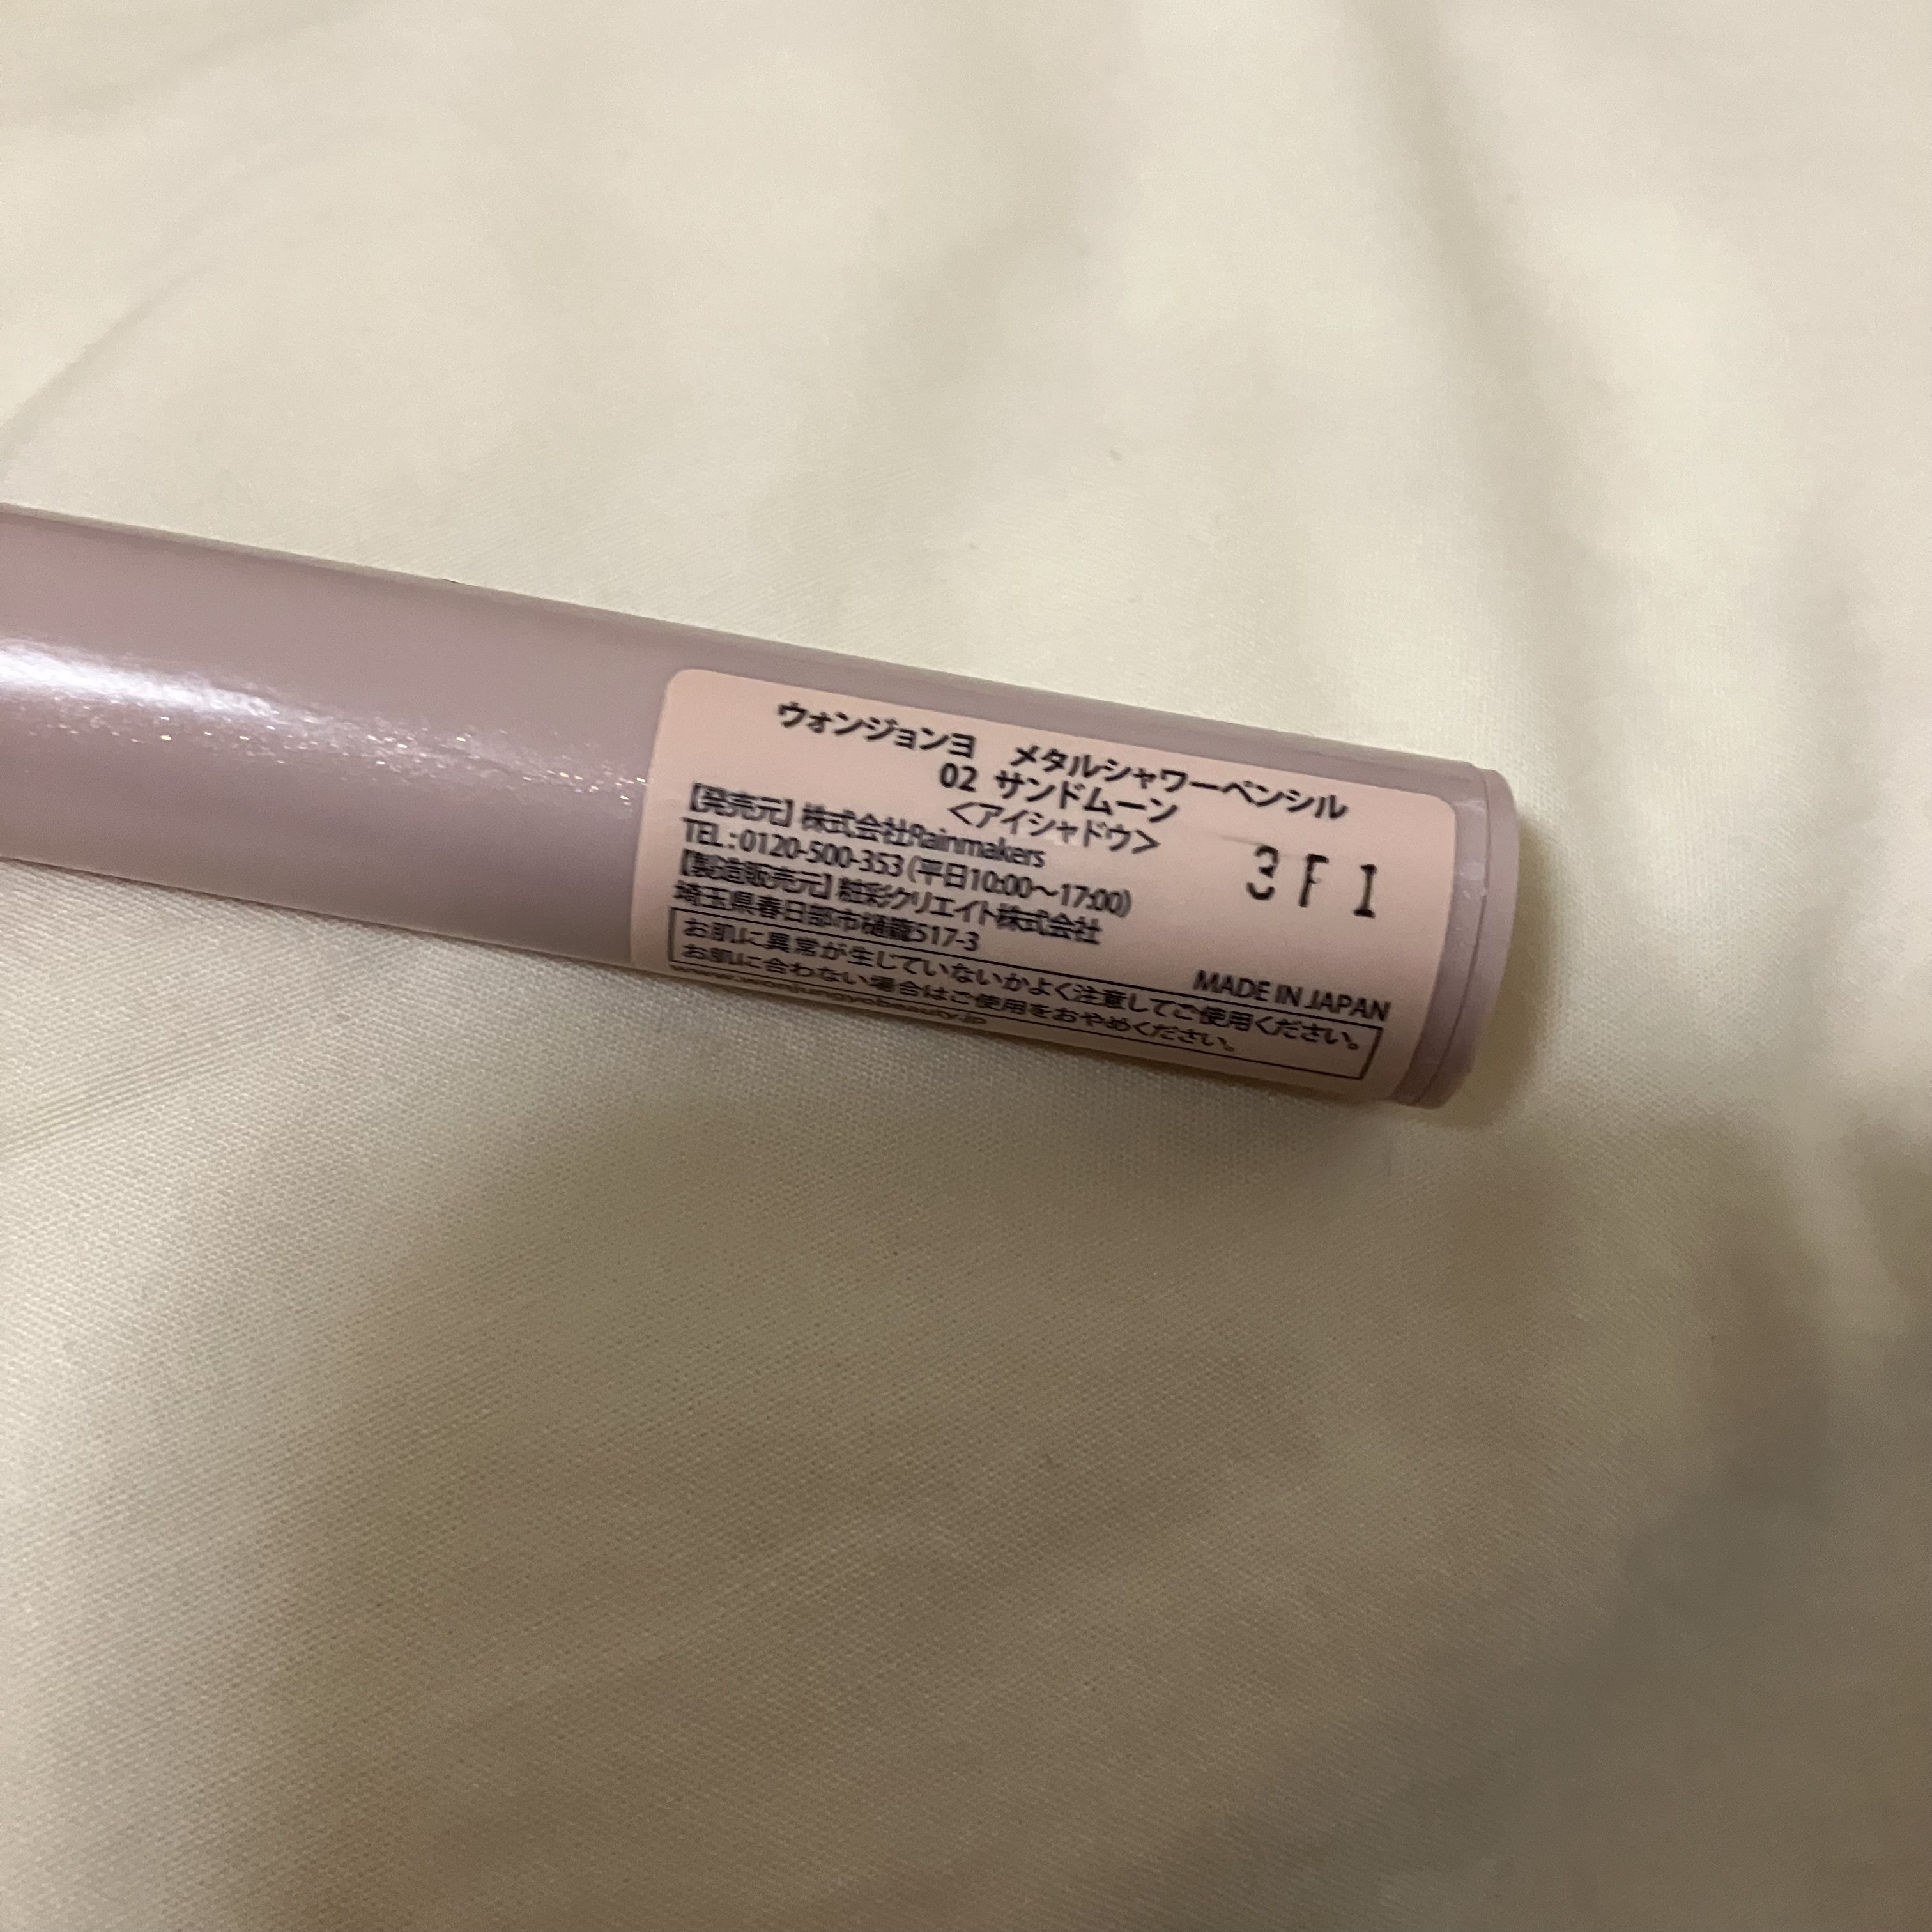 ウォンジョンヨ メタルシャワーペンシル
02 サンドムーン
<アイシャドウ>
【発売元】株式会社Rainmakers
TEL:0120-500-353(平日10:00〜17:00)
【製造販売元】粧彩クリエイト株式会社
埼玉県春日部市樋籠517-3
3F1
MADE IN JAPAN
お肌に異常が生じていないかよく注意してご使用ください。
お肌に合わない場合はご使用をおやめください。
www.wonjungyobeauty.jp